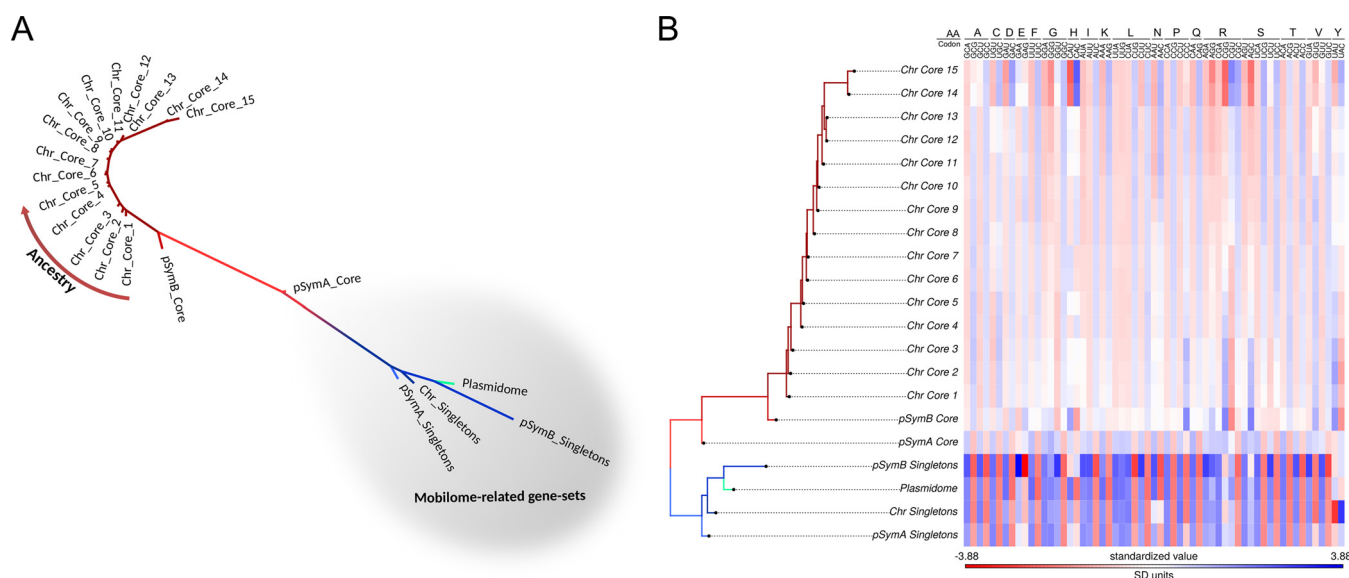 A
Chr_Core_12
Chr_Core_13
Chr_Core_14
Chr_Core_15
Chr_Core_11
Chr_Core_10
Chr_Core_9
Chr_Core_8
Chr_Core_7
Chr_Core_6
Chr_Core_5
Chr_Core_4
Chr_Core_3
Chr_Core_2
Chr_Core_1
Ancestry
pSymB_Core
pSymA_Core
Plasmidome
pSymB_Singletons
Chr_Singletons
pSymA_Singletons
Mobilome-related gene-sets
B
AA A C D E F G H I K L N P Q R S T V Y
Codon
Chr Core 15
Chr Core 14
Chr Core 13
Chr Core 12
Chr Core 11
Chr Core 10
Chr Core 9
Chr Core 8
Chr Core 7
Chr Core 6
Chr Core 5
Chr Core 4
Chr Core 3
Chr Core 2
Chr Core 1
pSymB Core
pSymA Core
pSymB Singletons
Plasmidome
Chr Singletons
pSymA Singletons
-3.88 standardized value 3.88
SD units